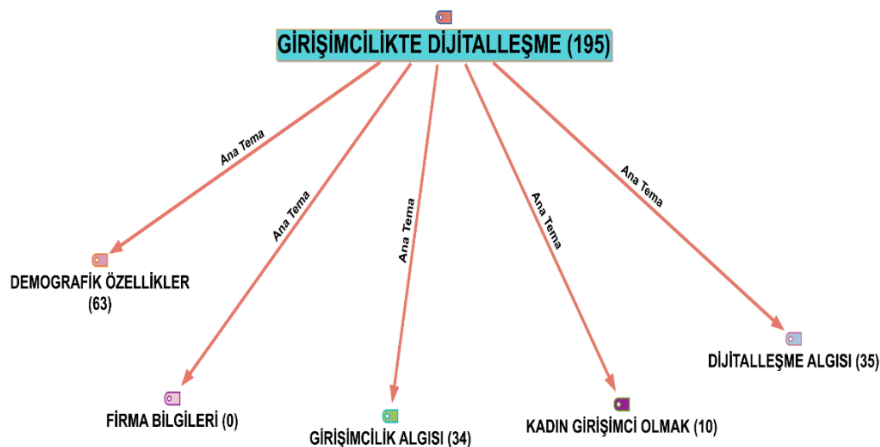 GİRİŞİMCİLİKTE DİJİTALLEŞME (195)
Ana Tema
Ana Tema
Ana Tema
Ana Tema
Ana Tema
DEMOGRAFİK ÖZELLİKLER
(63)
FİRMA BİLGİLERİ (0)
GİRİŞİMCİLİK ALGISI (34)
KADIN GİRİŞİMCİ OLMAK (10)
DİJİTALLEŞME ALGISI (35)